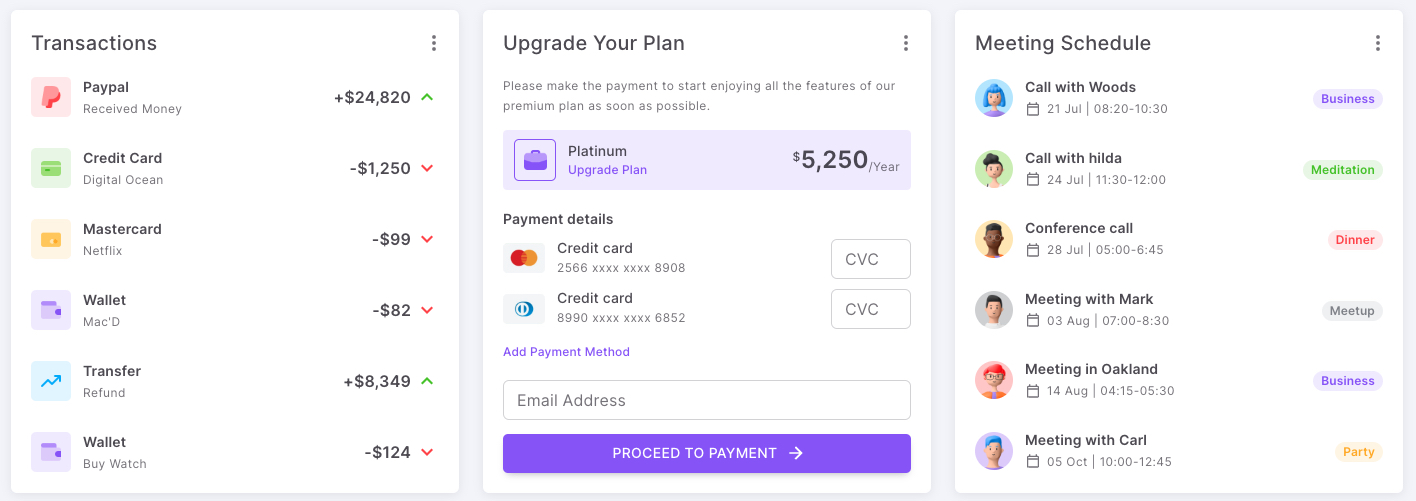 Transactions
Paypal
Received Money
+$24,820
Credit Card
Digital Ocean
-$1,250
Mastercard
Netflix
-$99
Wallet
Mac'D
-$82
Transfer
Refund
+$8,349
Wallet
Buy Watch
-$124
Upgrade Your Plan
Please make the payment to start enjoying all the features of our
premium plan as soon as possible.
Platinum
Upgrade Plan
$5,250/Year
Payment details
Credit card
2566 xxxx xxxx 8908
CVC
Credit card
8990 xxxx xxxx 6852
CVC
Add Payment Method
Email Address
PROCEED TO PAYMENT
Meeting Schedule
Call with Woods
21 Jul | 08:20-10:30
Business
Call with hilda
24 Jul | 11:30-12:00
Meditation
Conference call
28 Jul | 05:00-6:45
Dinner
Meeting with Mark
03 Aug | 07:00-8:30
Meetup
Meeting in Oakland
14 Aug | 04:15-05:30
Business
Meeting with Carl
05 Oct | 10:00-12:45
Party